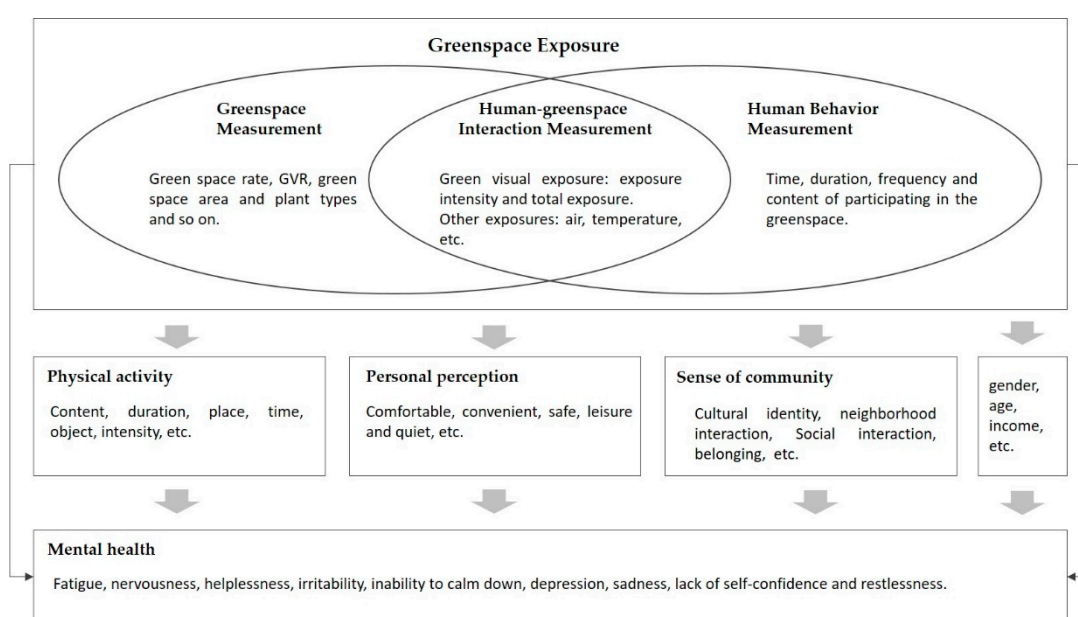 Greenspace Exposure
Greenspace
Measurement
Green space rate, GVR, green
space area and plant types
and so on.
Human-greenspace
Interaction Measurement
Green visual exposure: exposure
intensity and total exposure.
Other exposures: air, temperature,
etc.
Human Behavior
Measurement
Time, duration, frequency and
content of participating in the
greenspace.
Physical activity
Content, duration, place, time,
object, intensity, etc.
Personal perception
Comfortable, convenient, safe, leisure
and quiet, etc.
Sense of community
Cultural identity, neighborhood
interaction, Social interaction,
belonging, etc.
gender,
age,
income,
etc.
Mental health
Fatigue, nervousness, helplessness, irritability, inability to calm down, depression, sadness, lack of self-confidence and restlessness.